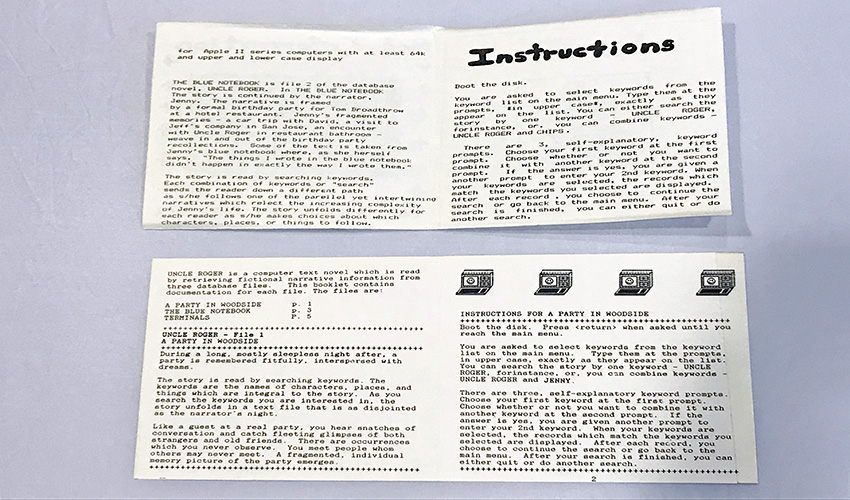 for Apple II series computers with at least 64k
and upper and lower case display
THE BLUE NOTEBOOK is file 2 of the database
novel, UNCLE ROGER. In THE BLUE NOTEBOOK
The story is continued by the narrator,
Jenny. The narrative is framed
by a formal birthday party for Tom Broadthrow
at a hotel restaurant. Jenny's fragmented
memories - a car trip with David, a visit to
Jeff's company in San Jose, an encounter
with Uncle Roger in restaurant bathroom -
weave in and out of the birthday party
recollections. Some of the text is taken from
Jenny's blue notebook where, as she herself
says, "The things I wrote in the blue notebook
didn't happen in exactly the way I wrote them."
The story is read by searching keywords.
Each combination of keywords or "search"
sends the reader down a different path
as s/he follows one of the parellel yet intertwining
narratives which relect the increasing complexity
of Jenny's life. The story unfolds differently for
each reader as s/he makes choices about which
characters, places, or things to follow.
Instructions
Boot the disk.
You are asked to select keywords from the
keyword list on the main menu. Type them at the
prompts, *in upper case*, exactly as they
appear on the list. You can either search the
story by one keyword - UNCLE ROGER,
forinstance, or you can combine keywords -
UNCLE ROGER and CHIPS.
There are 3, self-explanatory, keyword
prompts. Choose your keyword at the first
prompt. Choose whether or not you want to
combine it with another keyword at the second
prompt. If the answer is yes, you are given a
another prompt to enter your 2nd keyword. When
your keywords are selected, the records which
match the keywords you selected are displayed.
After each record , you choose to continue the
search or go back to the main menu. After your
search is finished, you can either quit or do
another search.
UNCLE ROGER is a computer text novel which is read
by retrieving fictional narrative information from
three database files. This booklet contains
documentation for each file. The files are:
A PARTY IN WOODSIDE p. 1
THE BLUE NOTEBOOK p. 3
TERMINALS P. 5
UNCLE ROGER - File 1
A PARTY IN WOODSIDE
During a long, mostly sleepless night after, a
party is remembered fitfully, interspersed with
dreams.
The story is read by searching keywords. The
keywords are the names of characters, places, and
things which are integral to the story. As you
search the keywords you are interested in, the
story unfolds in a text file that is as disjointed
as the narrator's night.
Like a guest at a real party, you hear snatches of
conversation and catch fleeting glimpses of both
strangers and old friends. There are occurrences
which you never observe. You meet people whom
others may never meet. A fragmented, individual
memory picture of the party emerges.
INSTRUCTIONS FOR A PARTY IN WOODSIDE
Boot the disk. Press <return> when asked until you
reach the main menu.
You are asked to select keywords from the keyword
list on the main menu. Type them at the prompts,
in upper case, exactly as they appear on the list.
You can search the story by one keyword - UNCLE
ROGER, forinstance, or, you can combine keywords -
UNCLE ROGER and JENNY.
There are three, self-explanatory keyword prompts.
Choose your first keyword at the first prompt.
Choose whether or not you want to combine it with
another keyword at the second prompt. If the
answer is yes, you are given another prompt to
enter your 2nd keyword. When your keywords are
selected, the records which match the keywords you
selected are displayed. After each record, you
choose to continue the search or go back to the
main menu. After your search is finished, you can
either quit or do another search.
2